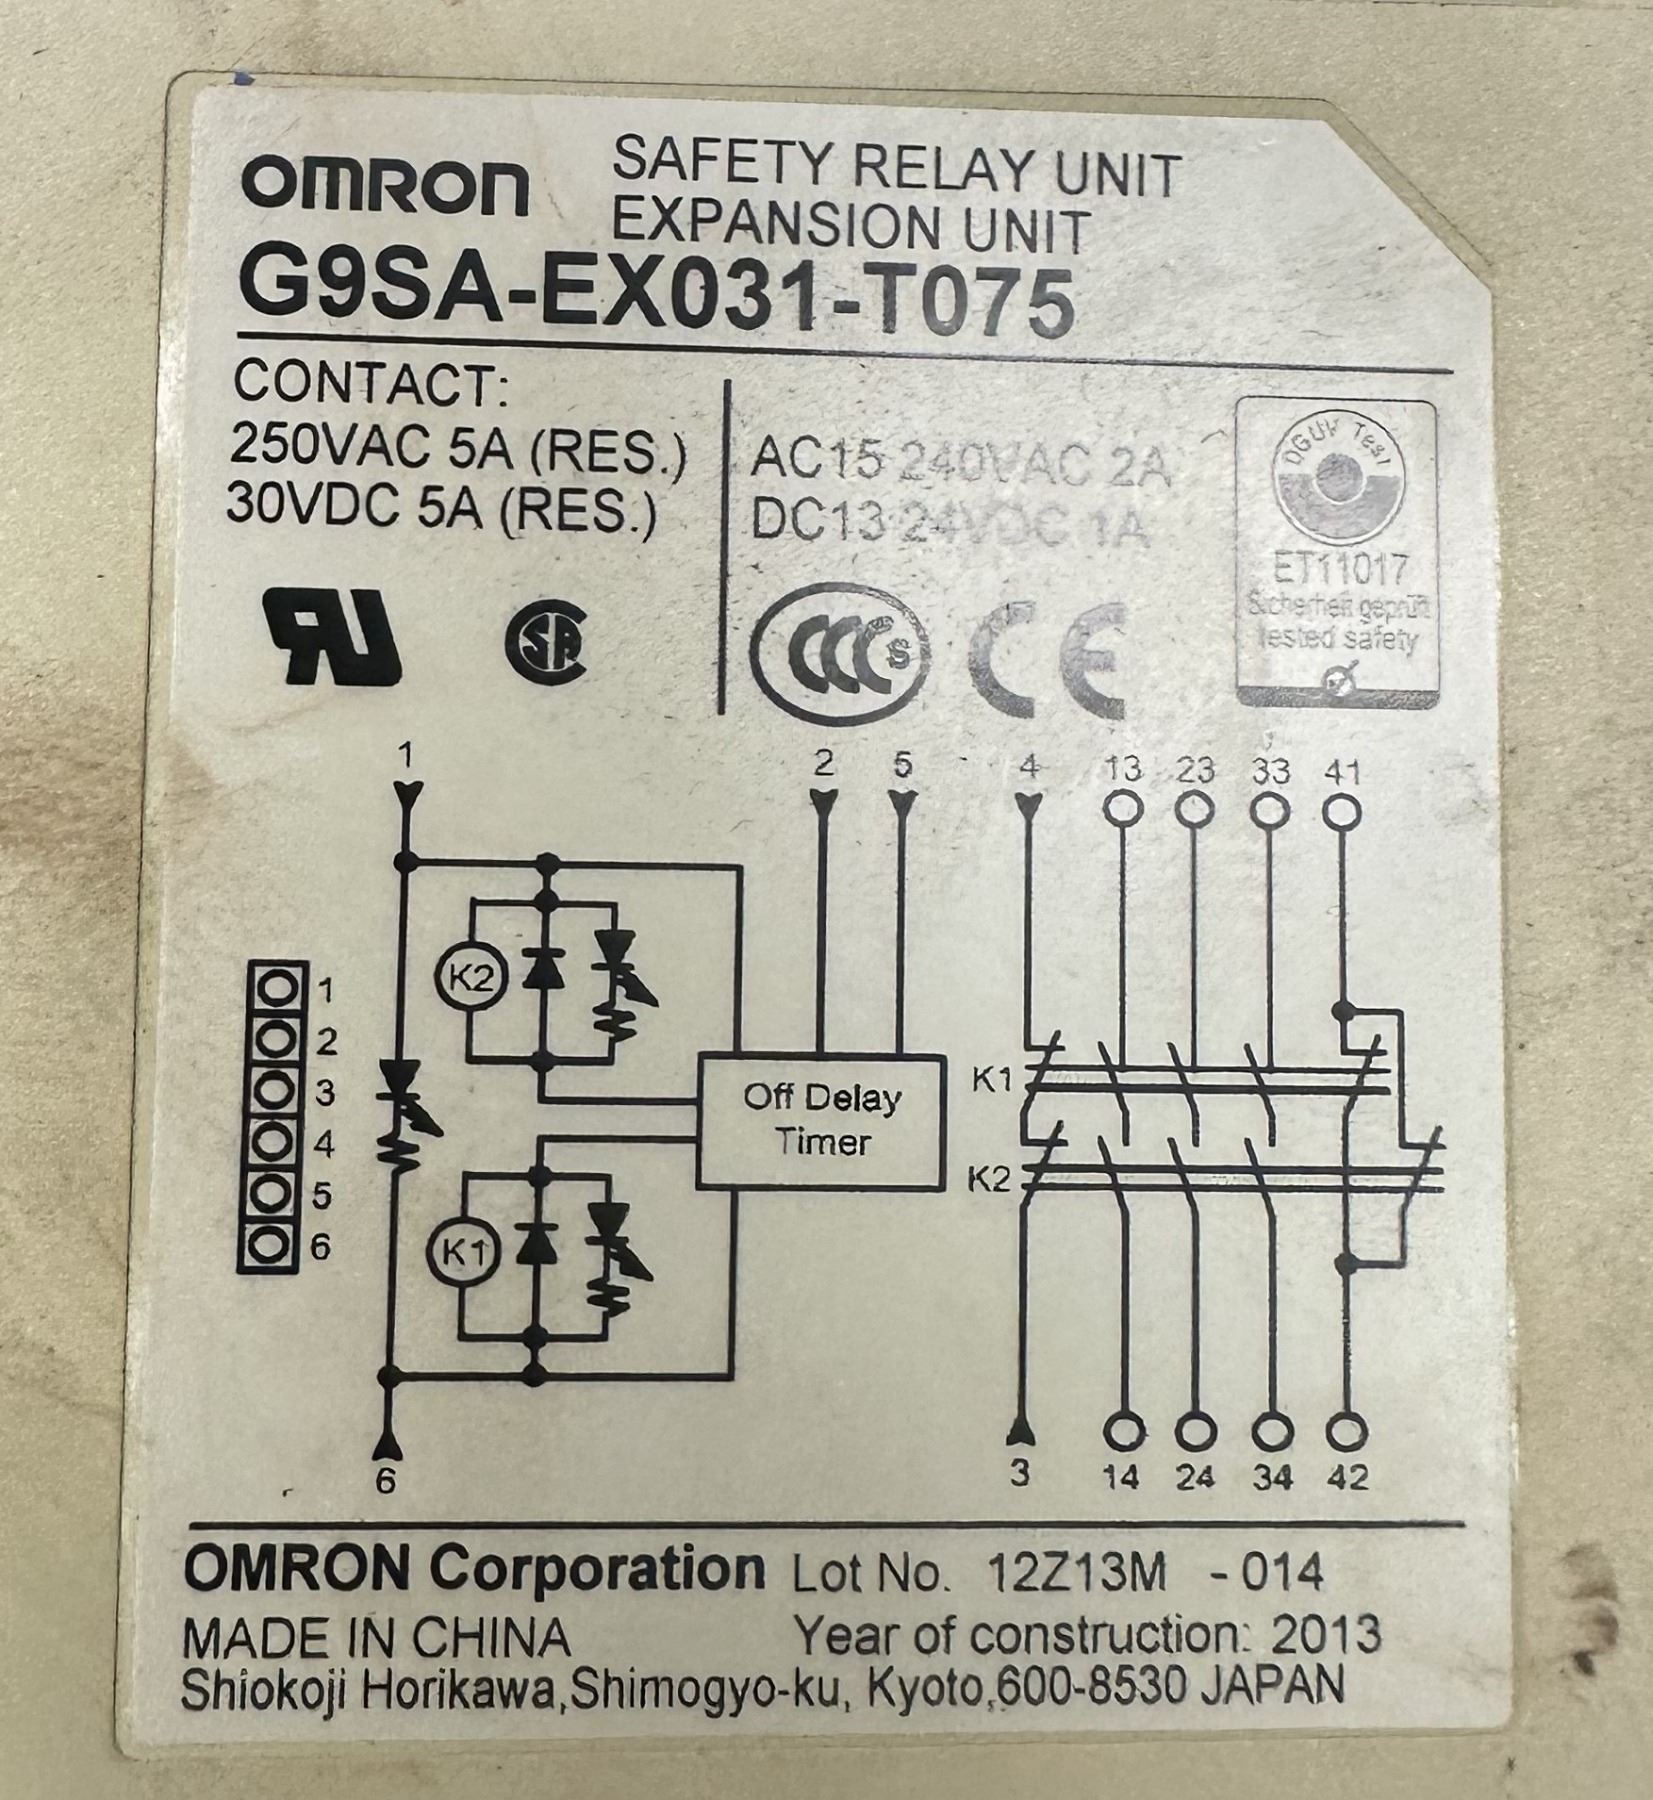 OMRON
SAFETY RELAY UNIT
EXPANSION UNIT
G9SA-EX031-T075
CONTACT:
250VAC 5A (RES.)
30VDC 5A (RES.)
AC15 240VAC 2A
DC13 24VDC 1A
DGUV Test
ET11017
Sicherheit geprüft
tested safety
RU
SA
CCC S
CE
1
2 5 4 13 23 33 41
K2
1
2
3
4
5
6
Off Delay
Timer
K1
K2
K1
6
3 14 24 34 42
OMRON Corporation Lot No. 12Z13M -014
MADE IN CHINA Year of construction: 2013
Shiokoji Horikawa,Shimogyo-ku, Kyoto,600-8530 JAPAN